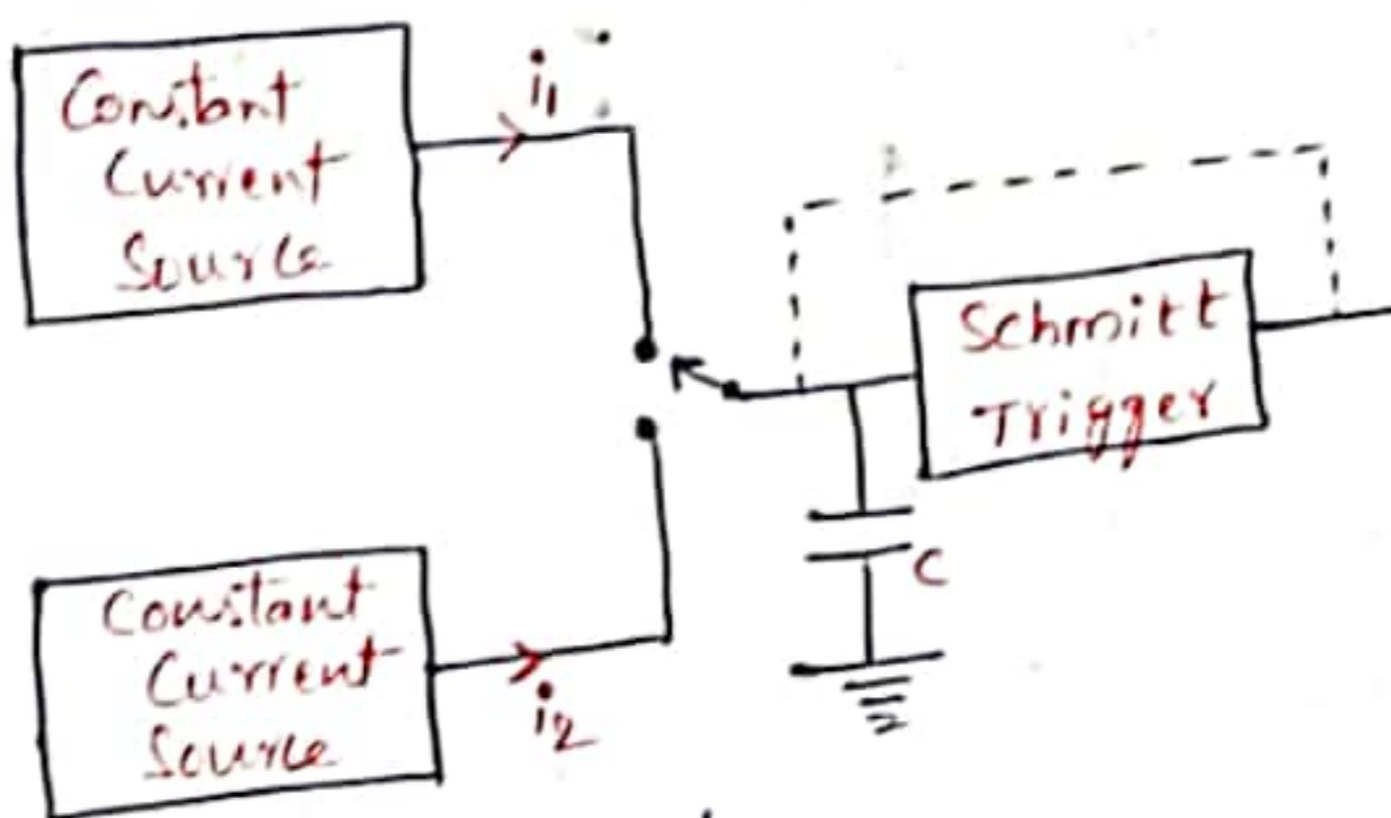 Constant
Current
Source
i1
Schmitt
Trigger
C
Constant
Current
Source
i2